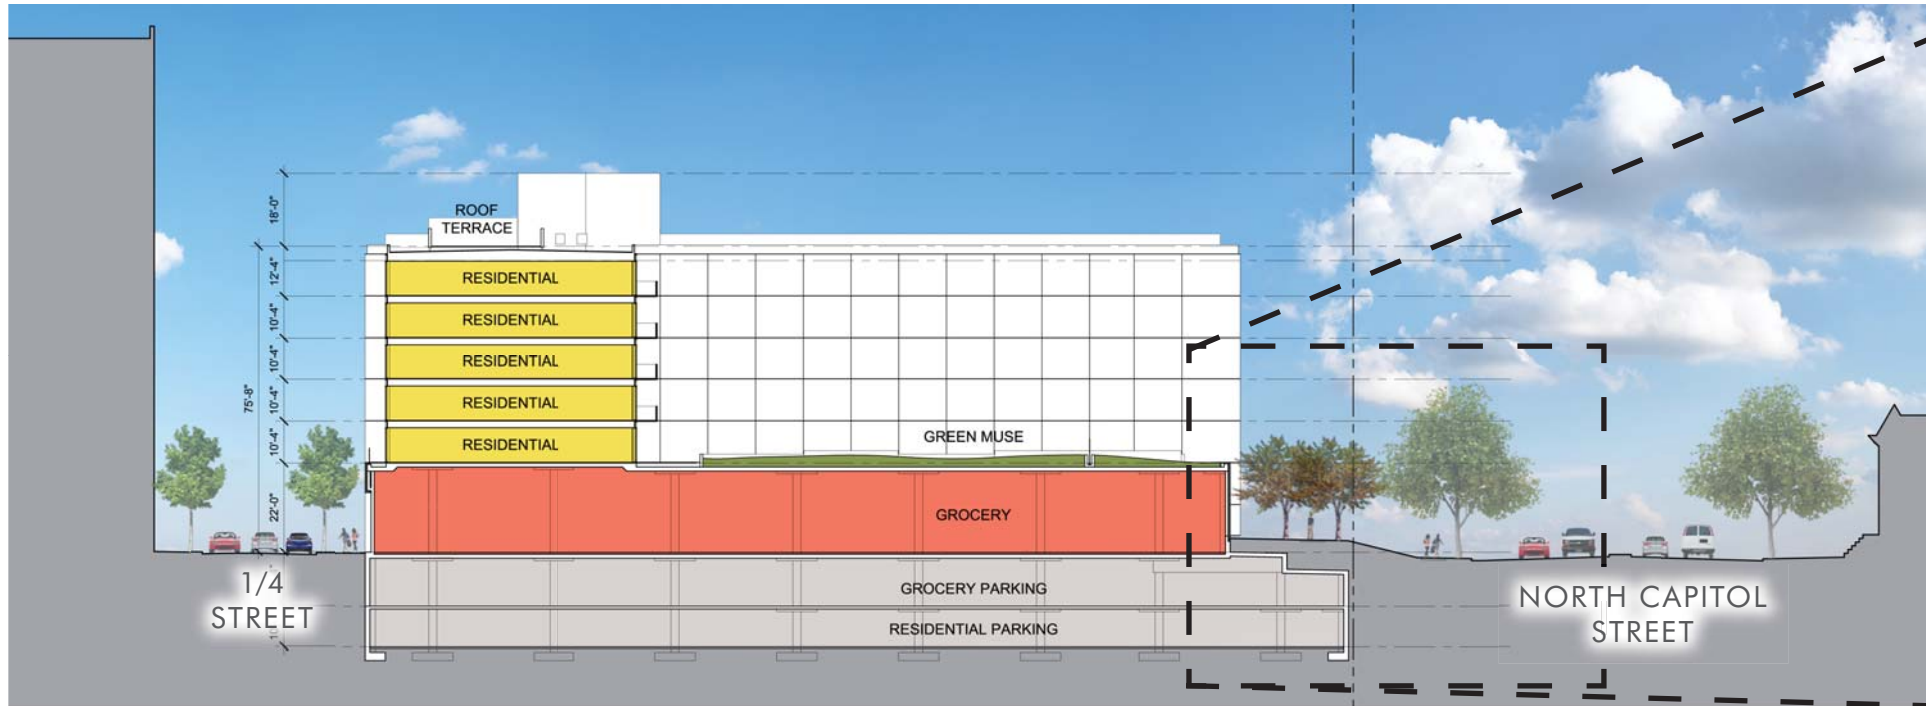 18'-0"
ROOF
TERRACE
12'-4"
RESIDENTIAL
10'-4"
RESIDENTIAL
10'-4"
RESIDENTIAL
75'-8"
10'-4"
RESIDENTIAL
10'-4"
RESIDENTIAL
GREEN MUSE
22'-0"
GROCERY
1/4
STREET
GROCERY PARKING
RESIDENTIAL PARKING
NORTH CAPITOL
STREET